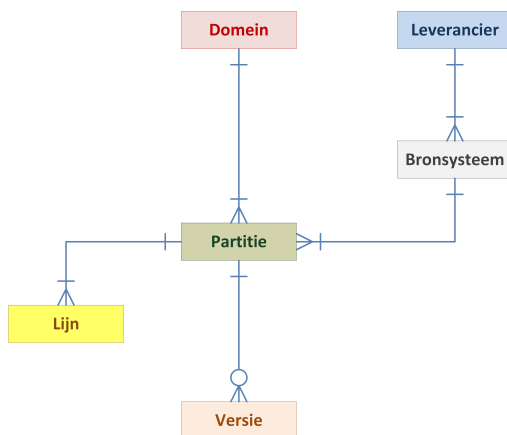 Domein
Leverancier
Bronsysteem
Partitie
Lijn
Versie